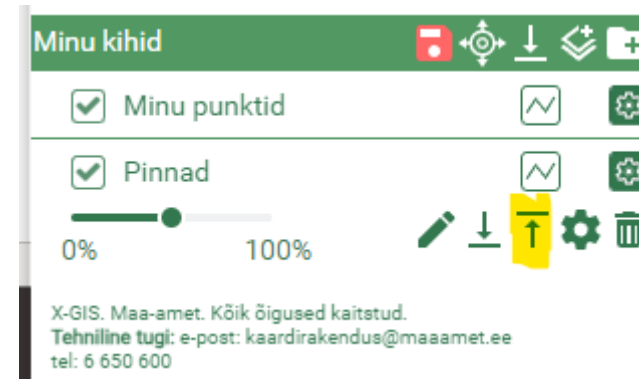 Minu kihid
Minu punktid
Pinnad
0% 100%
X-GIS. Maa-amet. Kõik õigused kaitstud.
Tehniline tugi: e-post: kaardirakendus@maaamet.ee
tel: 6 650 600